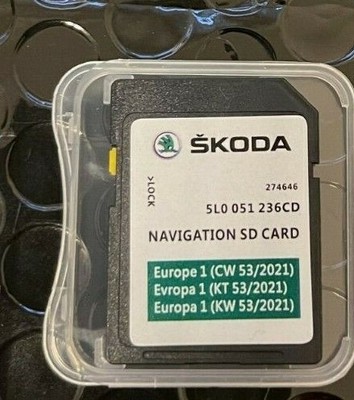 ŠKODA
>LOCK
274646
5L0 051 236CD
NAVIGATION SD CARD
Europe 1 (CW 53/2021)
Evropa 1 (KT 53/2021)
Europa 1 (KW 53/2021)